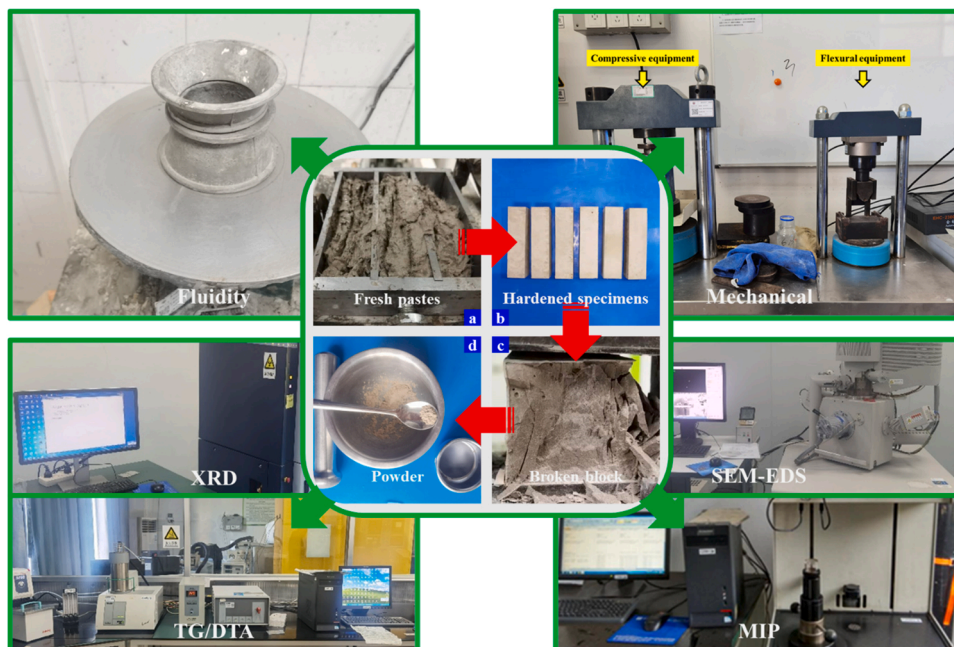 Compressive equipment
Flexural equipment
Fluidity
Mechanical
Fresh pastes
a
Hardened specimens
b
d
Powder
c
Broken block
XRD
SEM-EDS
TG/DTA
MIP